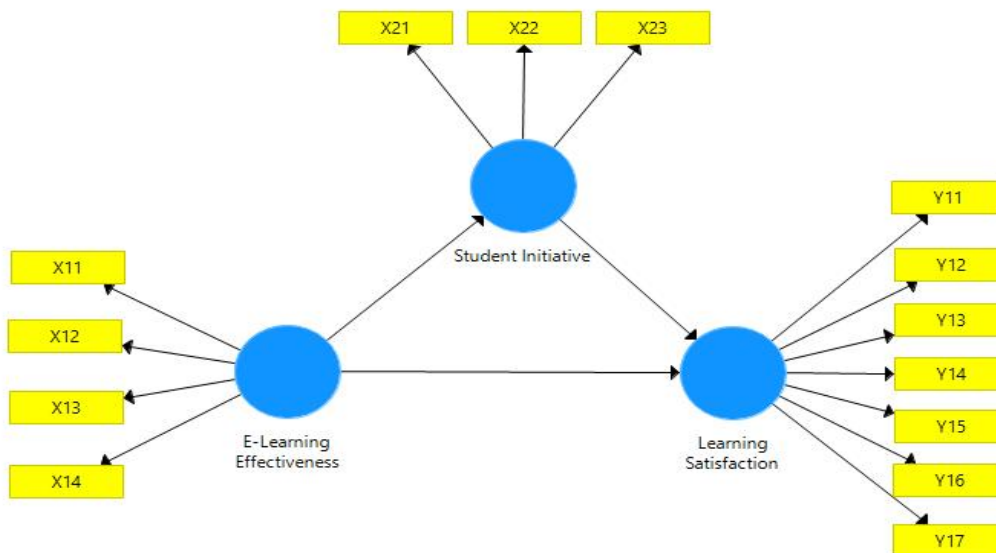 X21
X22
X23
Student Initiative
X11
X12
X13
X14
E-Learning
Effectiveness
Learning
Satisfaction
Y11
Y12
Y13
Y14
Y15
Y16
Y17